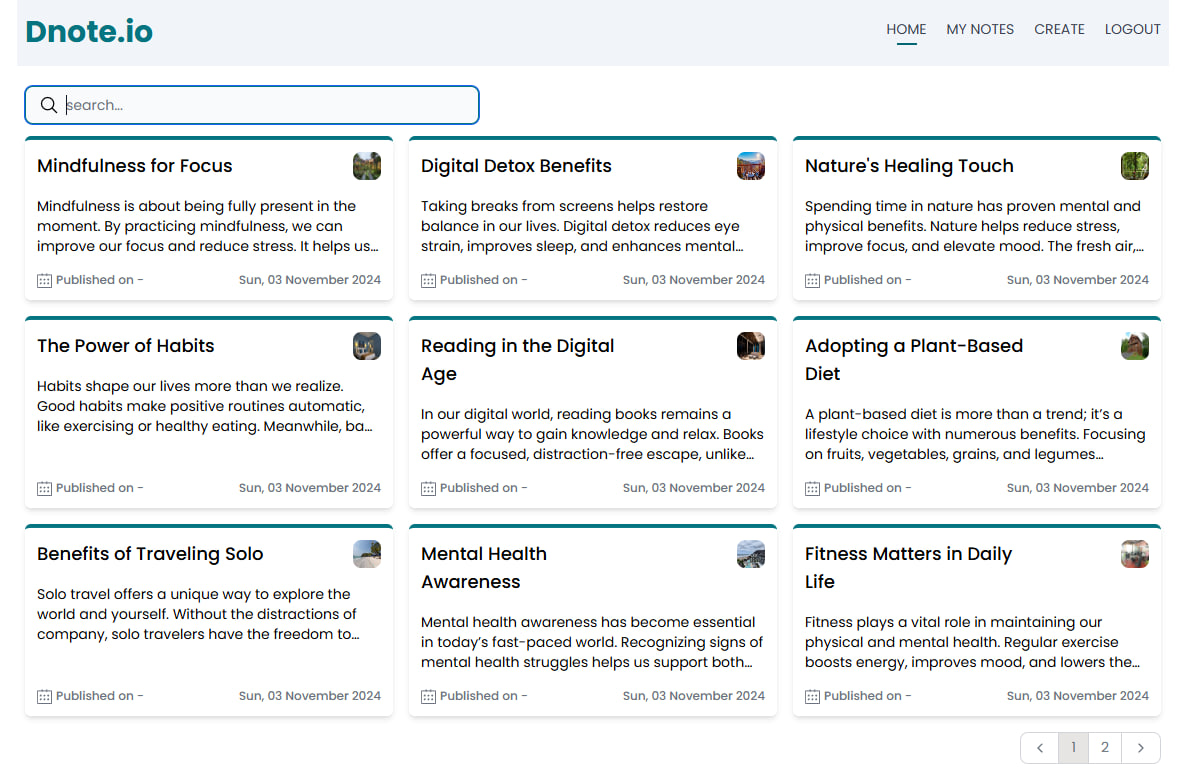 Dnote.io
HOME MY NOTES CREATE LOGOUT
search...
Mindfulness for Focus
Mindfulness is about being fully present in the
moment. By practicing mindfulness, we can
improve our focus and reduce stress. It helps us...
Published on - Sun, 03 November 2024
Digital Detox Benefits
Taking breaks from screens helps restore
balance in our lives. Digital detox reduces eye
strain, improves sleep, and enhances mental...
Published on - Sun, 03 November 2024
Nature's Healing Touch
Spending time in nature has proven mental and
physical benefits. Nature helps reduce stress,
improve focus, and elevate mood. The fresh air,...
Published on - Sun, 03 November 2024
The Power of Habits
Habits shape our lives more than we realize.
Good habits make positive routines automatic,
like exercising or healthy eating. Meanwhile, ba...
Published on - Sun, 03 November 2024
Reading in the Digital
Age
In our digital world, reading books remains a
powerful way to gain knowledge and relax. Books
offer a focused, distraction-free escape, unlike...
Published on - Sun, 03 November 2024
Adopting a Plant-Based
Diet
A plant-based diet is more than a trend; it’s a
lifestyle choice with numerous benefits. Focusing
on fruits, vegetables, grains, and legumes...
Published on - Sun, 03 November 2024
Benefits of Traveling Solo
Solo travel offers a unique way to explore the
world and yourself. Without the distractions of
company, solo travelers have the freedom to...
Published on - Sun, 03 November 2024
Mental Health
Awareness
Mental health awareness has become essential
in today’s fast-paced world. Recognizing signs of
mental health struggles helps us support both...
Published on - Sun, 03 November 2024
Fitness Matters in Daily
Life
Fitness plays a vital role in maintaining our
physical and mental health. Regular exercise
boosts energy, improves mood, and lowers the...
Published on - Sun, 03 November 2024
1 2